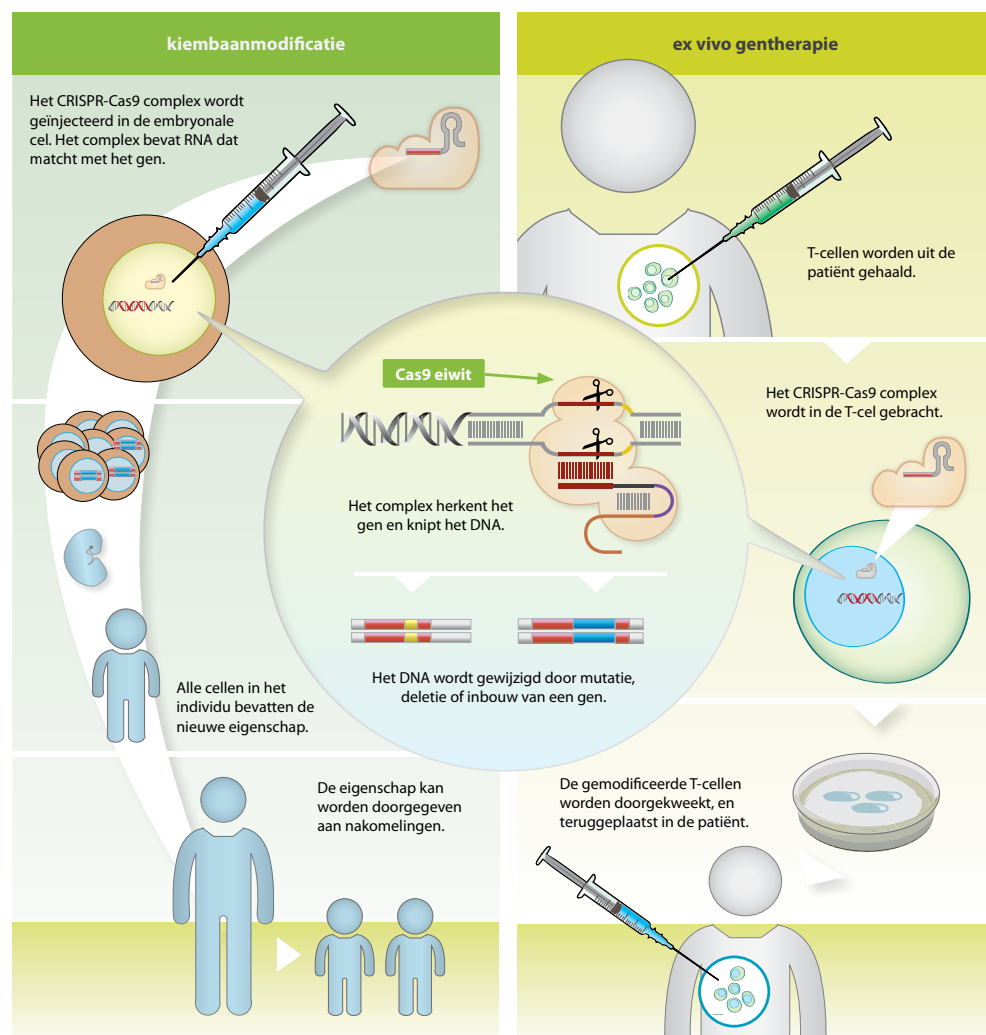 kiembaanmodificatie
Het CRISPR-Cas9 complex wordt
geïnjecteerd in de embryonale
cel. Het complex bevat RNA dat
matcht met het gen.
Alle cellen in het
individu bevatten de
nieuwe eigenschap.
De eigenschap kan
worden doorgegeven
aan nakomelingen.
Cas9 eiwit
Het complex herkent het
gen en knipt het DNA.
Het DNA wordt gewijzigd door mutatie,
deletie of inbouw van een gen.
ex vivo gentherapie
T-cellen worden uit de
patiënt gehaald.
Het CRISPR-Cas9 complex
wordt in de T-cel gebracht.
De gemodificeerde T-cellen
worden doorgekweekt, en
teruggeplaatst in de patiënt.